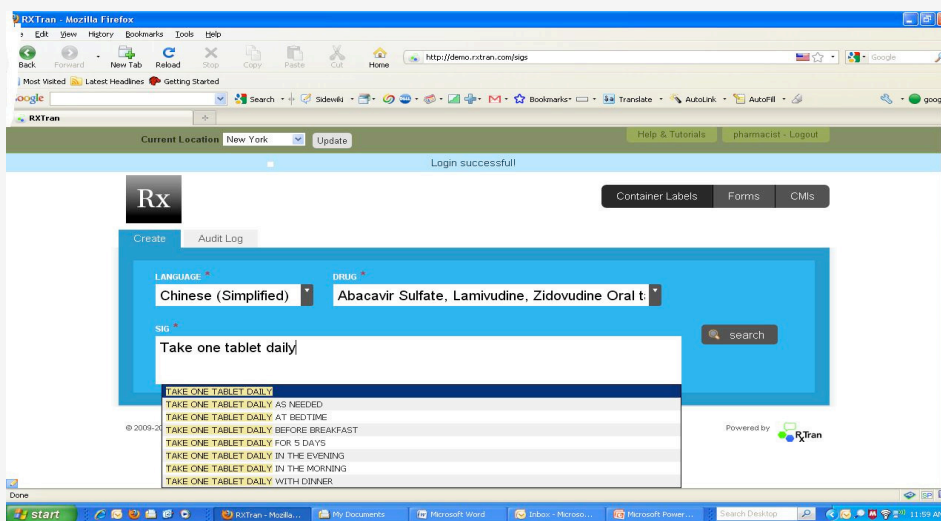 RXTran - Mozilla Firefox
Edit View History Bookmarks Tools Help
Back Forward New Tab Reload Stop Copy Paste Cut Home http://demo.rxtran.com/sigs Google
Most Visited Latest Headlines Getting Started
Search Sidewiki Bookmarks Translate AutoLink AutoFill
RXTran
Current Location New York Update Help & Tutorials pharmacist - Logout
Login successful!
Rx
Container Labels Forms CMIs
Create Audit Log
LANGUAGE * DRUG *
Chinese (Simplified) Abacavir Sulfate, Lamivudine, Zidovudine Oral t
SIG *
search
Take one tablet daily
TAKE ONE TABLET DAILY
TAKE ONE TABLET DAILY AS NEEDED
TAKE ONE TABLET DAILY AT BEDTIME
TAKE ONE TABLET DAILY BEFORE BREAKFAST
TAKE ONE TABLET DAILY FOR 5 DAYS
TAKE ONE TABLET DAILY IN THE EVENING
TAKE ONE TABLET DAILY IN THE MORNING
TAKE ONE TABLET DAILY WITH DINNER
© 2009-20 Powered by RxTran
Done
start RXTran - Mozilla... My Documents Microsoft Word Inbox - Microso... Microsoft Power... Search Desktop 11:59 AM